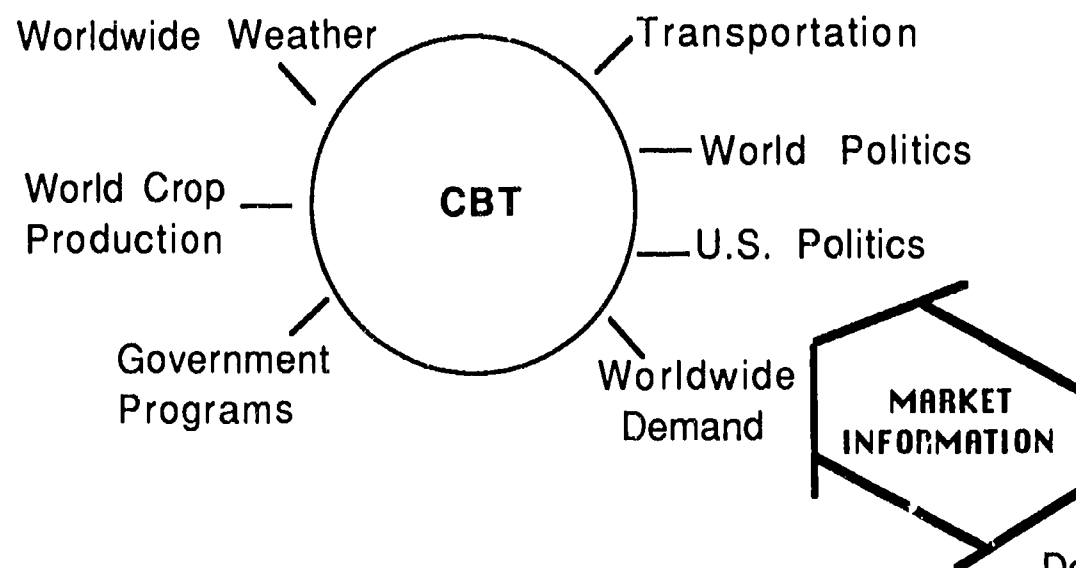 Worldwide Weather
Transportation
World Politics
World Crop
Production
CBT
U.S. Politics
Government
Programs
Worldwide
Demand
MARKET
INFORMATION